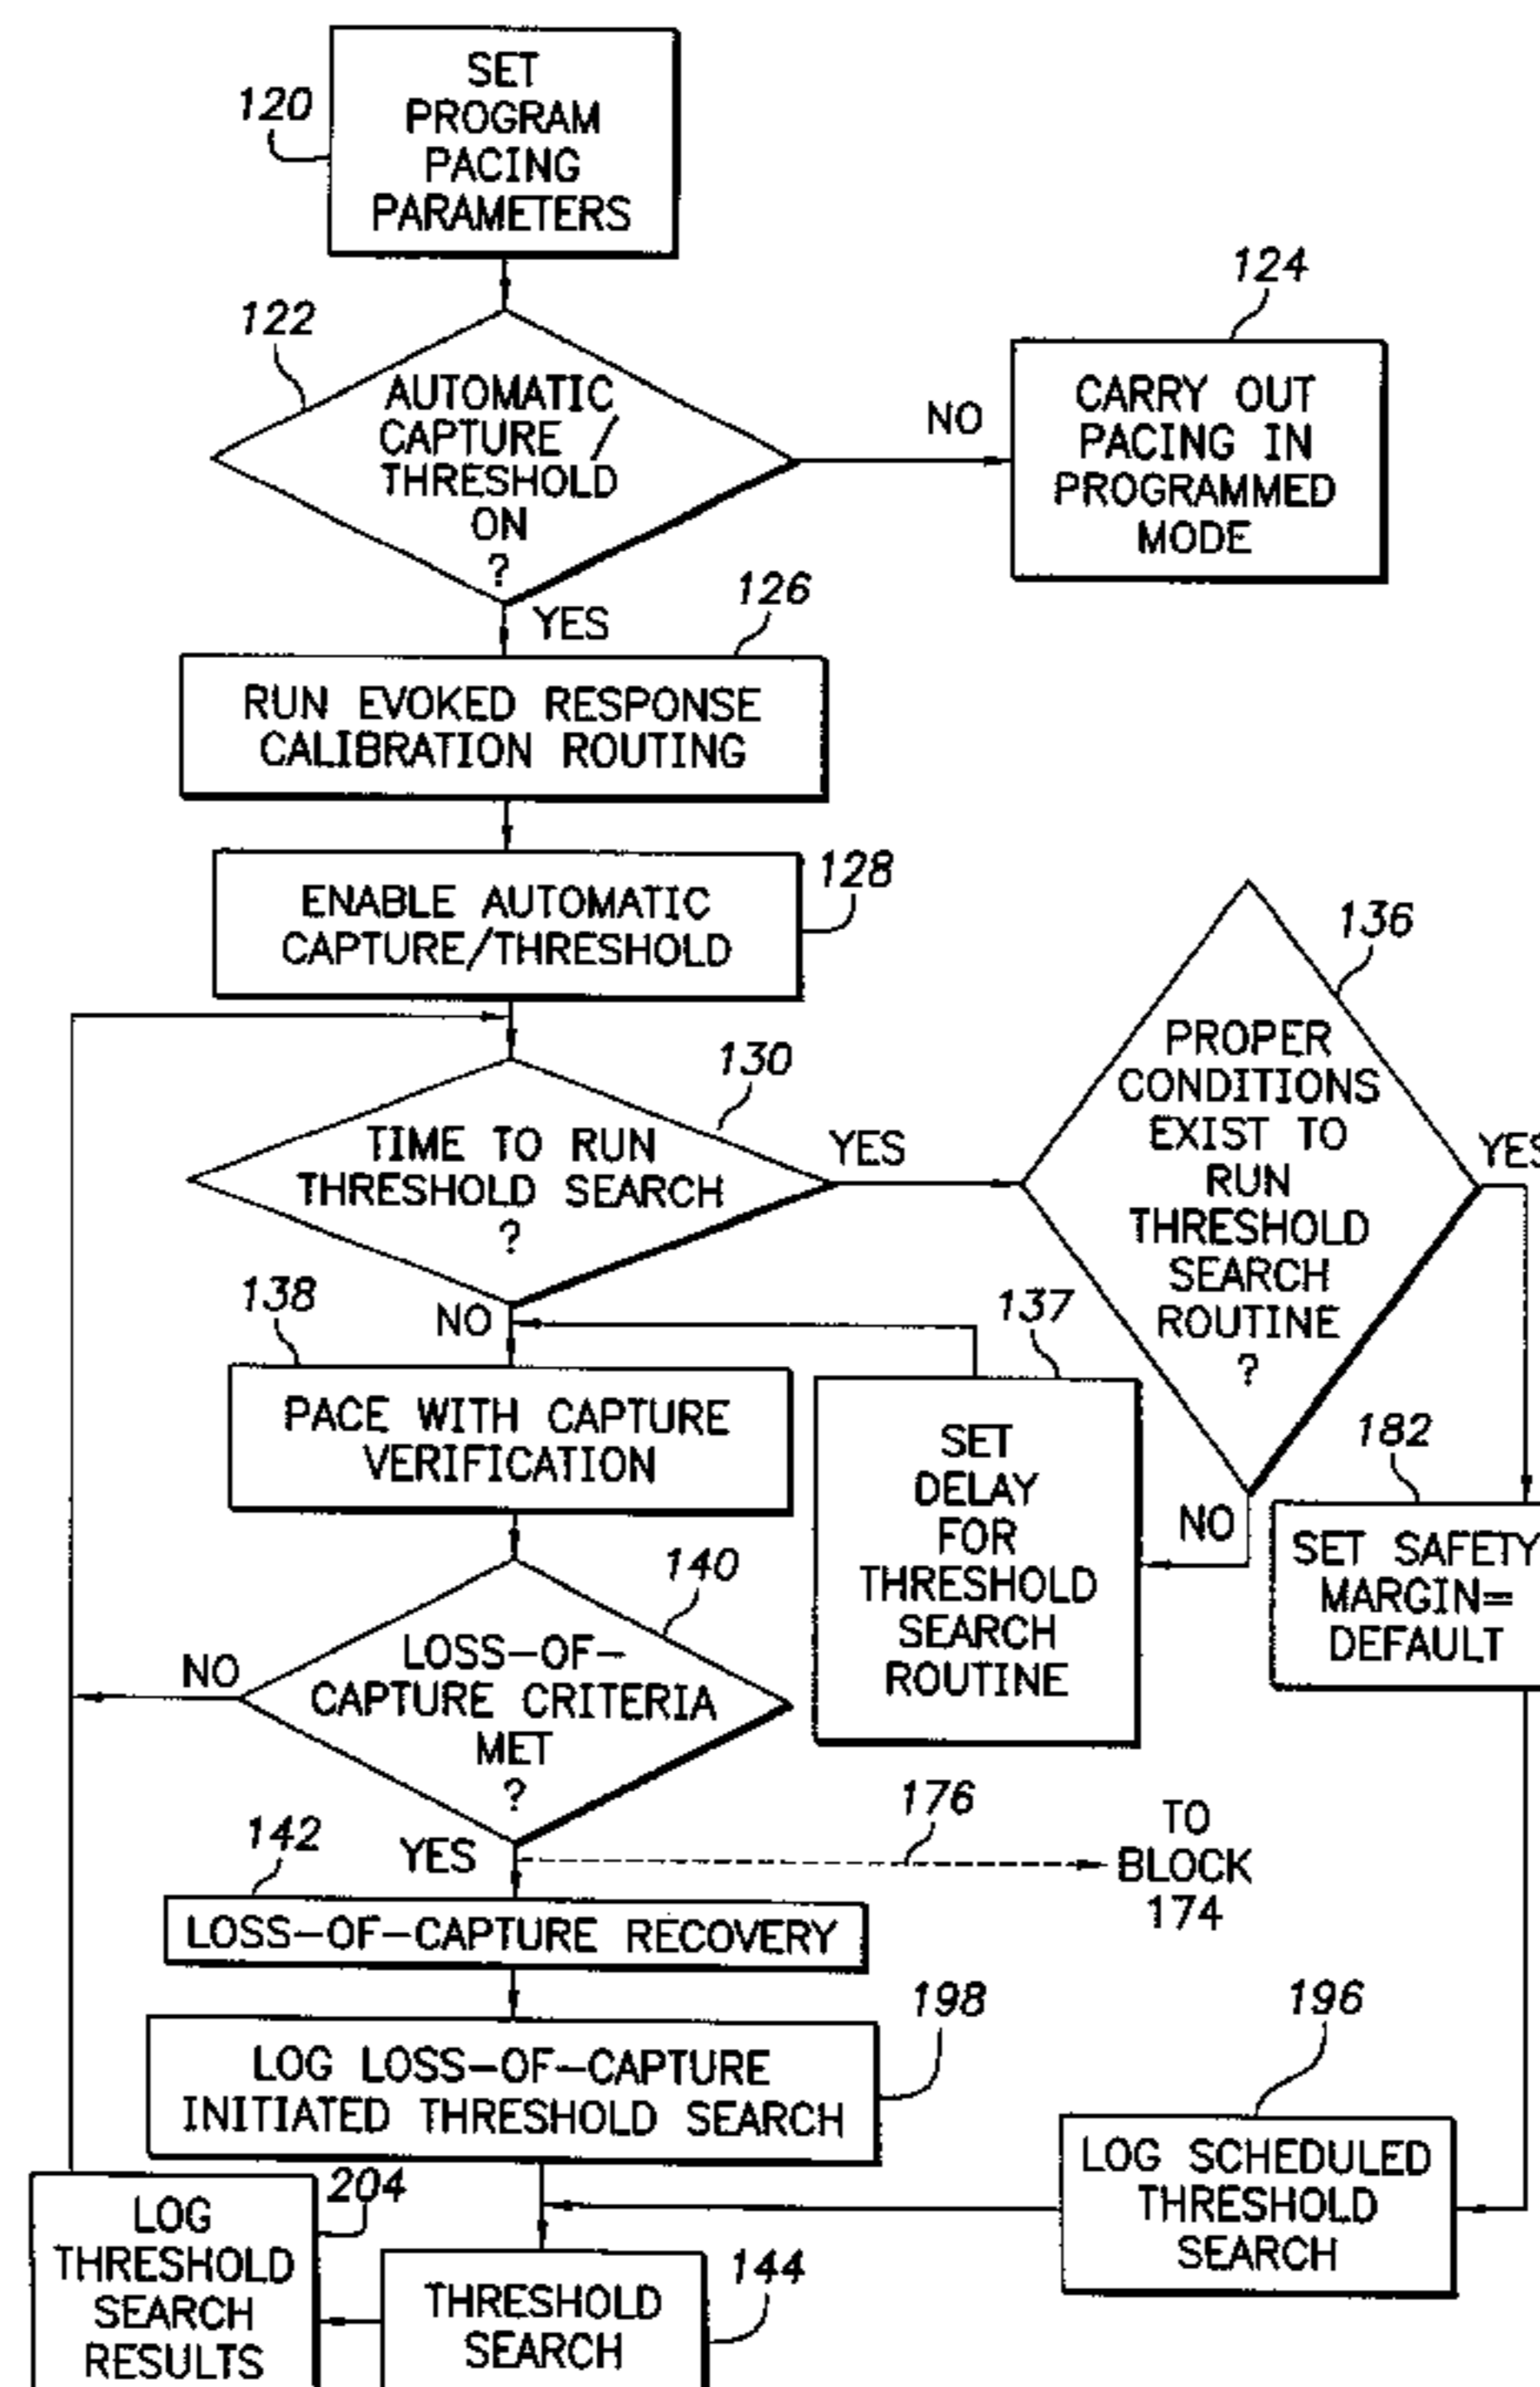 120
SET
PROGRAM
PACING
PARAMETERS
122
AUTOMATIC
CAPTURE /
THRESHOLD
ON
?
NO
124
CARRY OUT
PACING IN
PROGRAMMED
MODE
YES
126
RUN EVOKED RESPONSE
CALIBRATION ROUTING
128
ENABLE AUTOMATIC
CAPTURE/THRESHOLD
130
TIME TO RUN
THRESHOLD SEARCH
?
YES
136
PROPER
CONDITIONS
EXIST TO
RUN
THRESHOLD
SEARCH
ROUTINE
?
YES
NO
138
PACE WITH CAPTURE
VERIFICATION
137
SET
DELAY
FOR
THRESHOLD
SEARCH
ROUTINE
NO
182
SET SAFETY
MARGIN=
DEFAULT
140
LOSS-OF-
CAPTURE CRITERIA
MET
?
NO
YES
176
TO
BLOCK
174
142
LOSS-OF-CAPTURE RECOVERY
198
LOG LOSS-OF-CAPTURE
INITIATED THRESHOLD SEARCH
196
LOG SCHEDULED
THRESHOLD
SEARCH
204
LOG
THRESHOLD
SEARCH
RESULTS
144
THRESHOLD
SEARCH